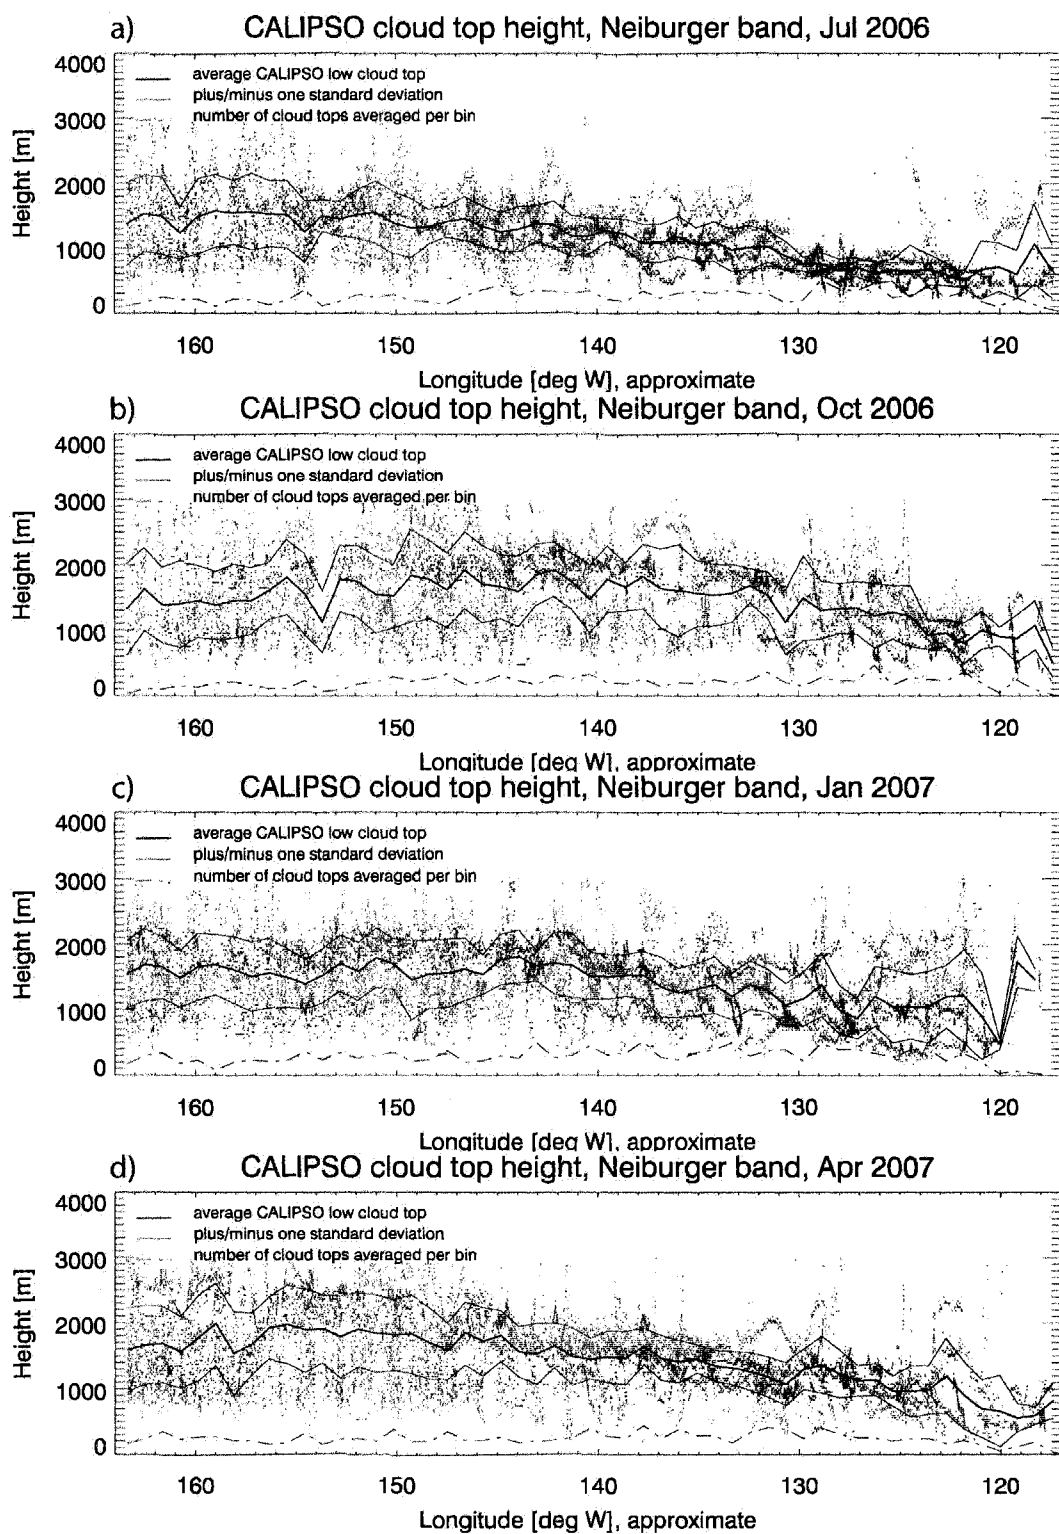 a) CALIPSO cloud top height, Neiburger band, Jul 2006
4000
average CALIPSO low cloud top
plus/minus one standard deviation
number of cloud tops averaged per bin
3000
Height [m]
2000
1000
0
160 150 140 130 120
Longitude [deg W], approximate
b) CALIPSO cloud top height, Neiburger band, Oct 2006
4000
average CALIPSO low cloud top
plus/minus one standard deviation
number of cloud tops averaged per bin
3000
Height [m]
2000
1000
0
160 150 140 130 120
Longitude [deg W], approximate
c) CALIPSO cloud top height, Neiburger band, Jan 2007
4000
average CALIPSO low cloud top
plus/minus one standard deviation
number of cloud tops averaged per bin
3000
Height [m]
2000
1000
0
160 150 140 130 120
Longitude [deg W], approximate
d) CALIPSO cloud top height, Neiburger band, Apr 2007
4000
average CALIPSO low cloud top
plus/minus one standard deviation
number of cloud tops averaged per bin
3000
Height [m]
2000
1000
0
160 150 140 130 120
Longitude [deg W], approximate